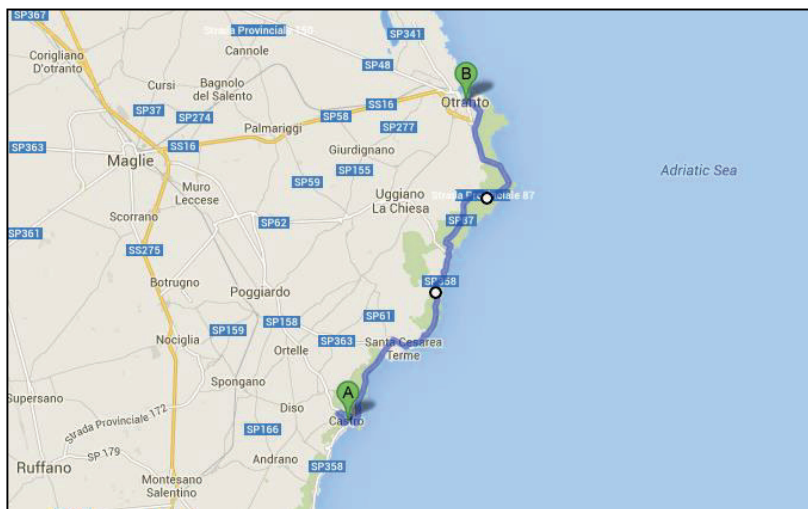 SP367
Strada Provinciale 150
SP341
Cannole
Corigliano
D'otranto
SP48
B
Cursi
Bagnolo
del Salento
Otranto
SS16
SP37
SP274
SP58
Palmariggi
SP277
SS16
SP363
Maglie
Giurdignano
SP155
Adriatic Sea
Muro
Leccese
SP59
Uggiano
La Chiesa
Strada Provinciale 87
Scorrano
SP62
SP87
SP361
SS275
Botrugno
Poggiardo
SP358
SP61
SP158
SP159
Nociglia
SP363
Santa Cesarea
Terme
Ortelle
Spongano
A
Supersano
Diso
Castro
Strada Provinciale 172
SP166
SP 179
Andrano
Ruffano
SP358
Montesano
Salentino